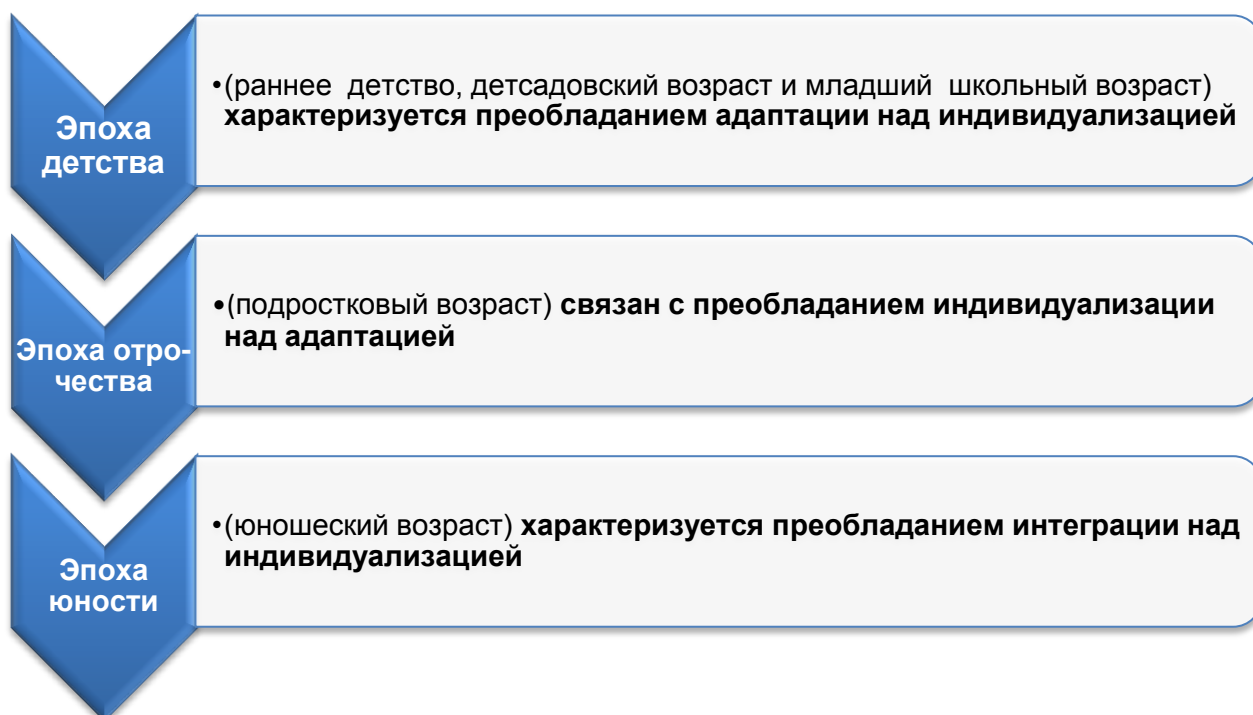 Эпоха
детства
•(раннее детство, детсадовский возраст и младший школьный возраст)
характеризуется преобладанием адаптации над индивидуализацией
Эпоха отро-
чества
•(подростковый возраст) связан с преобладанием индивидуализации
над адаптацией
Эпоха
юности
•(юношеский возраст) характеризуется преобладанием интеграции над
индивидуализацией